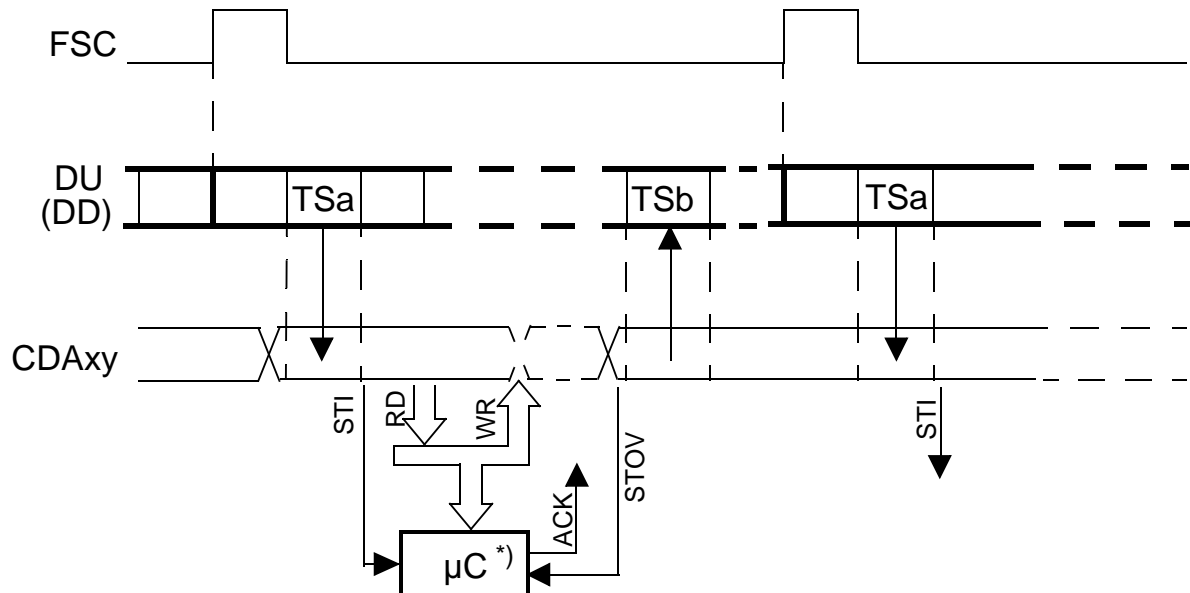 FSC
DU
(DD)
TSa
TSb
TSa
CDAxy
STI
RD
WR
ACK
STOV
STI
µC *)